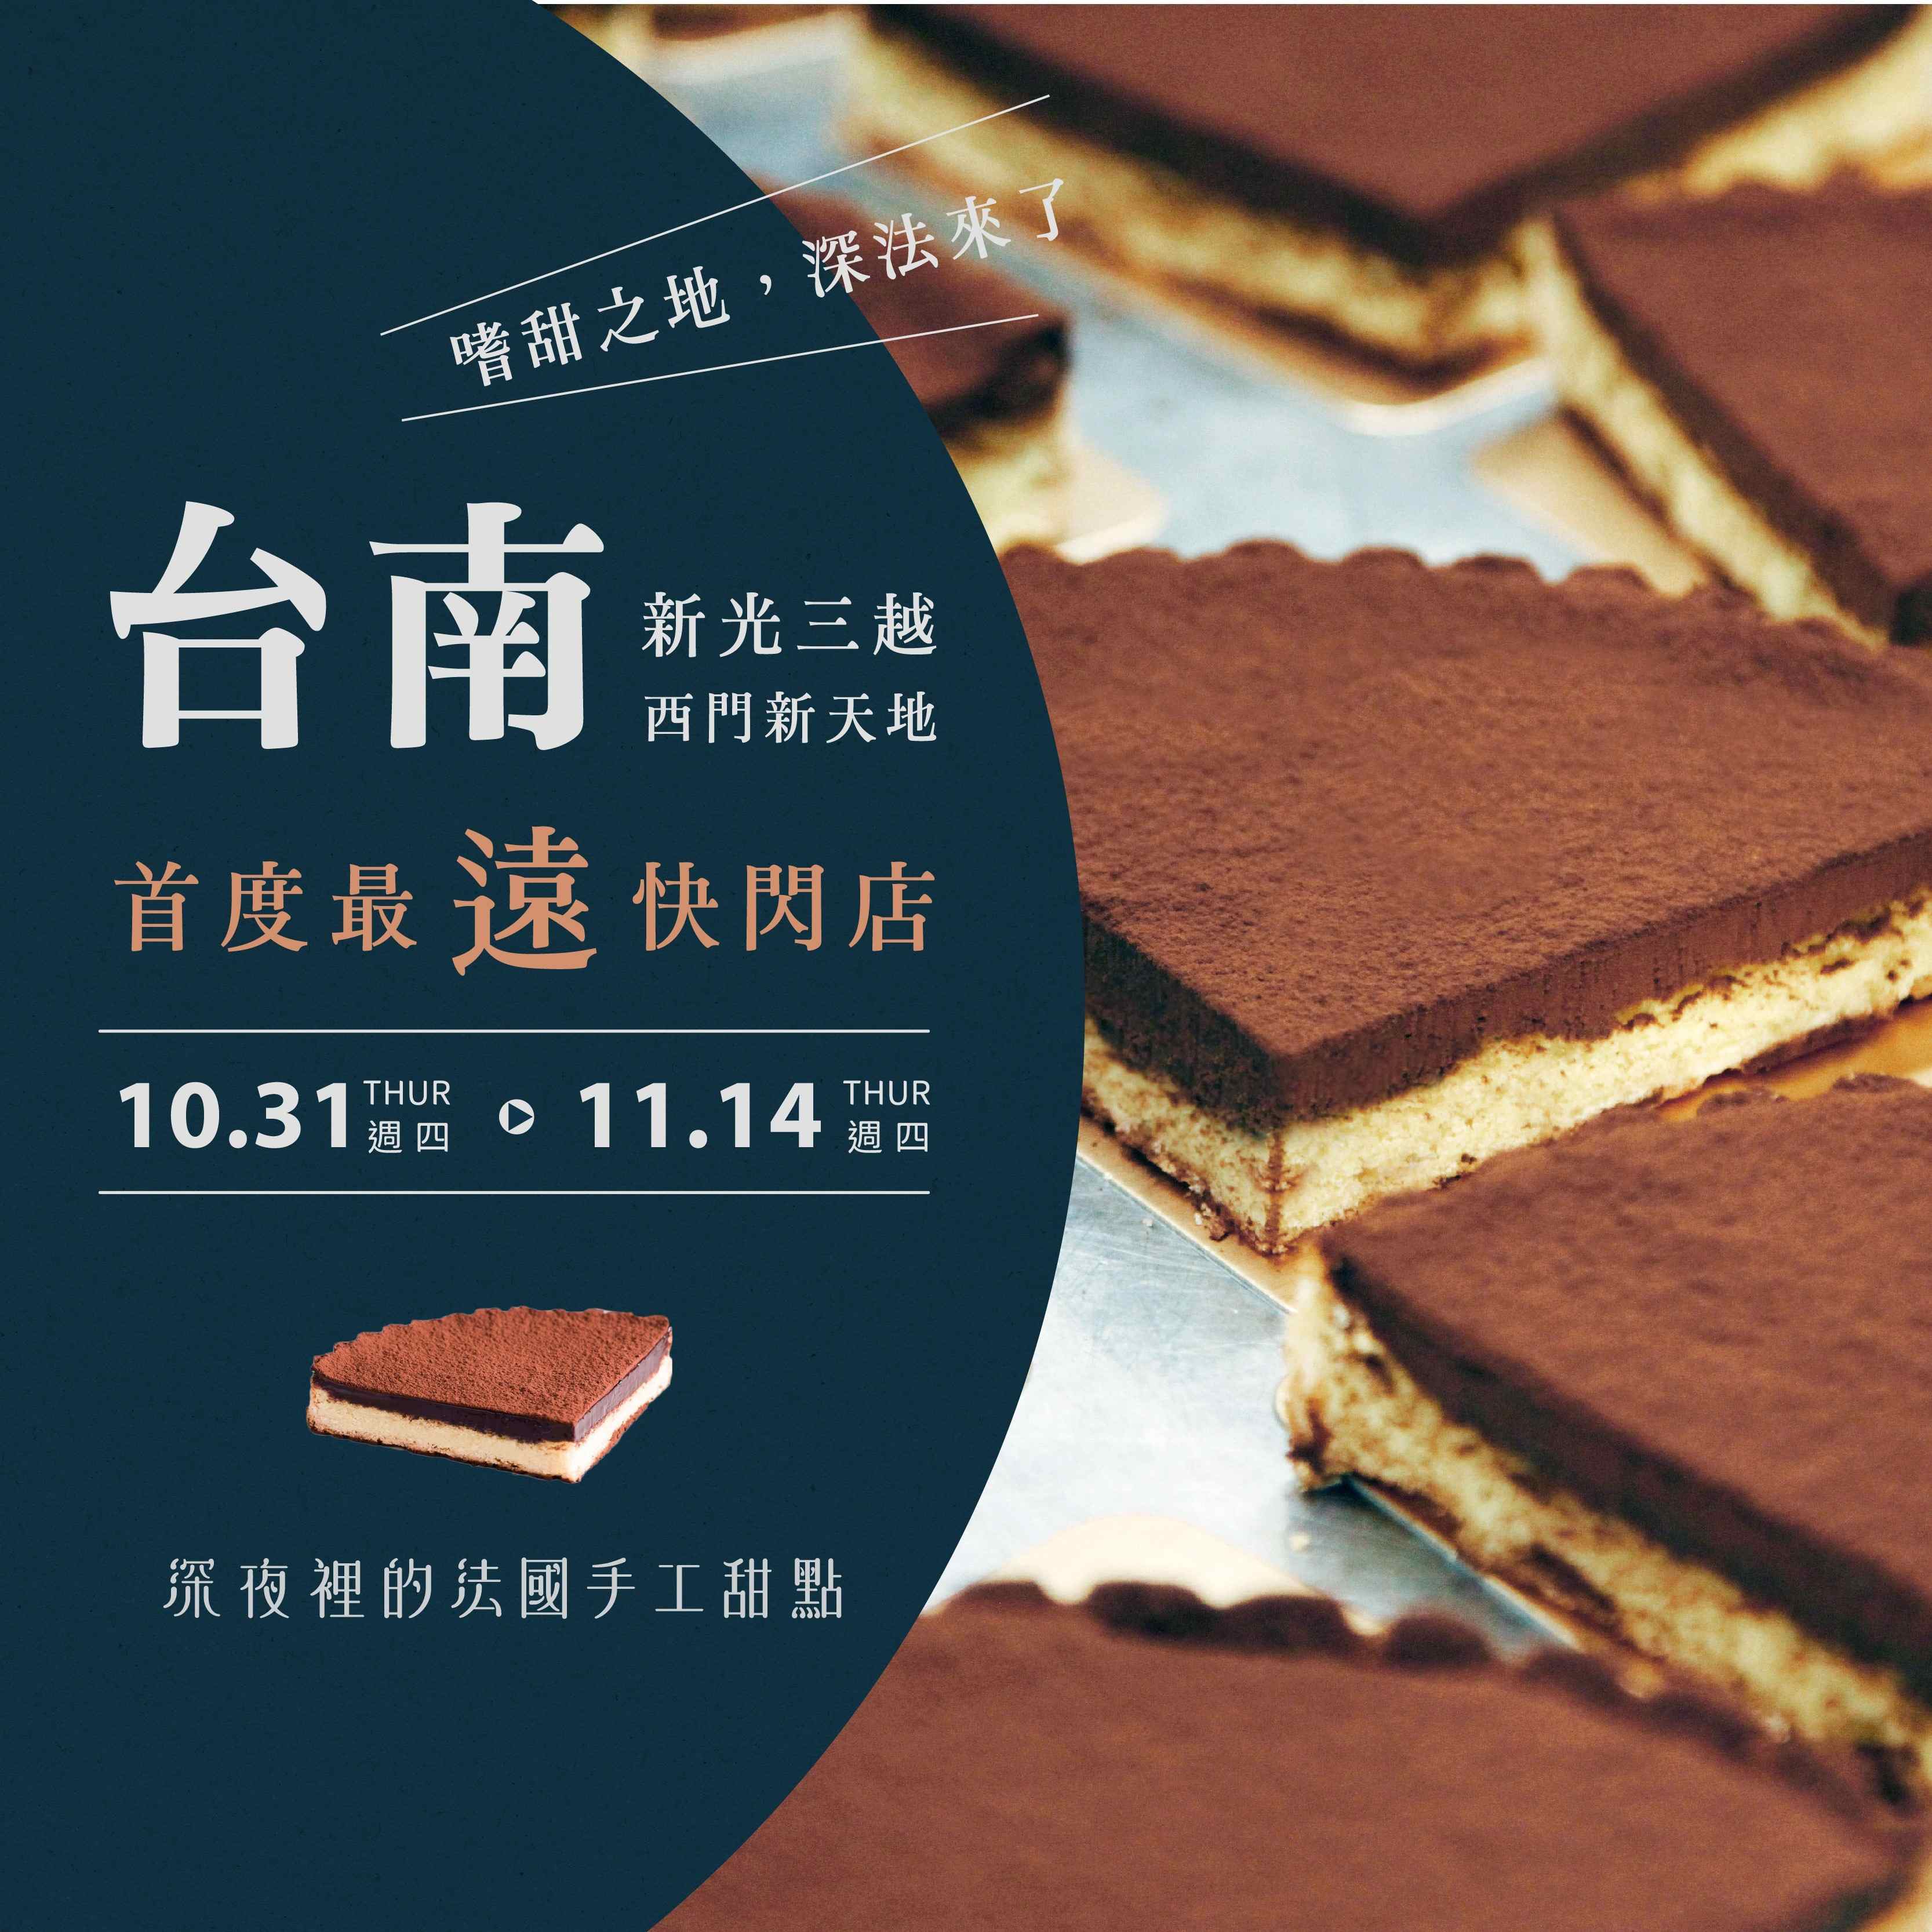 嗜甜之地，深法來了
台南
新光三越
西門新天地
首度最遠快閃店
10.31 THUR 週四 11.14 THUR 週四
深夜裡的法國手工甜點